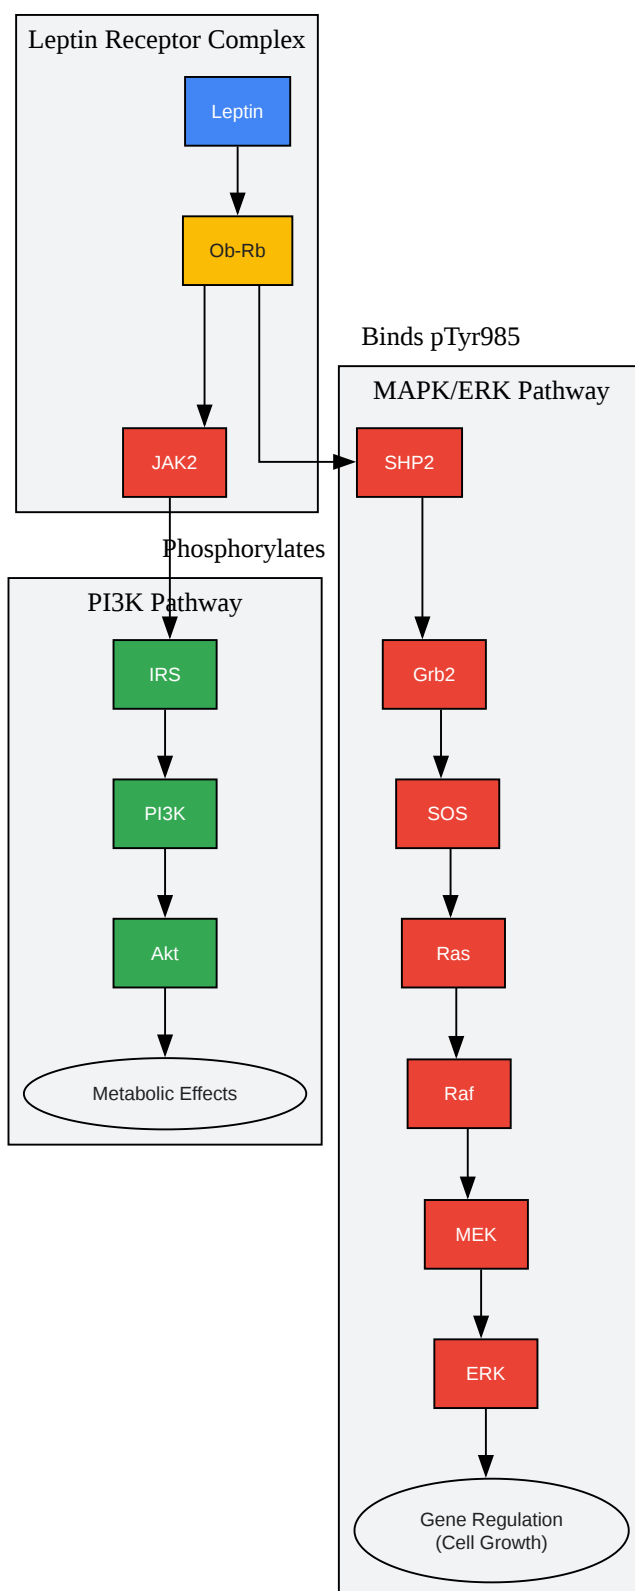 Leptin Receptor Complex
Leptin
Ob-Rb
Binds pTyr985
MAPK/ERK Pathway
JAK2
SHP2
Phosphorylates
PI3K Pathway
IRS
Grb2
PI3K
SOS
Akt
Ras
Metabolic Effects
Raf
MEK
ERK
Gene Regulation
(Cell Growth)